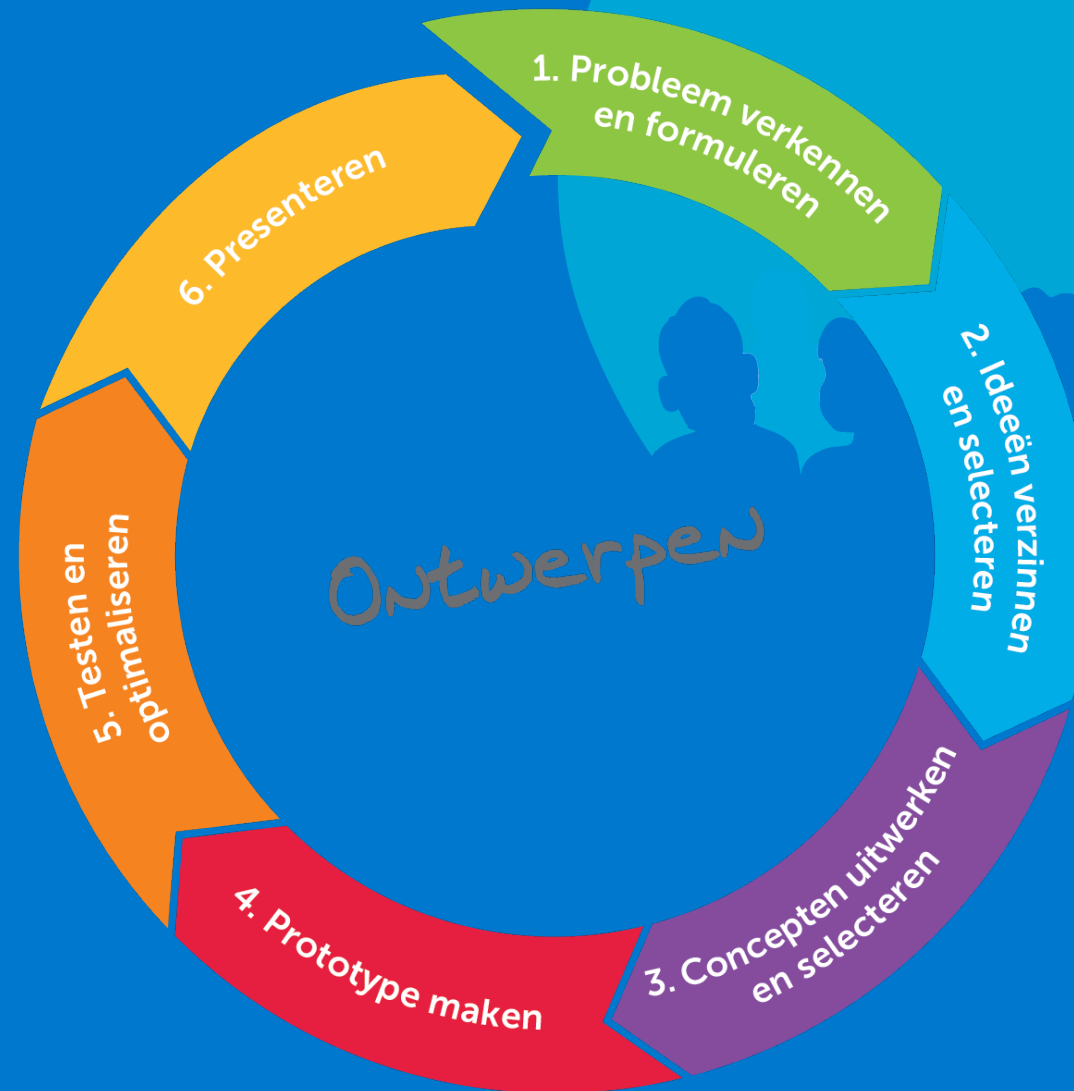 1. Probleem verkennen
en formuleren
2. Ideeën verzinnen
en selecteren
3. Concepten uitwerken
en selecteren
4. Prototype maken
5. Testen en
optimaliseren
6. Presenteren
Ontwerpen